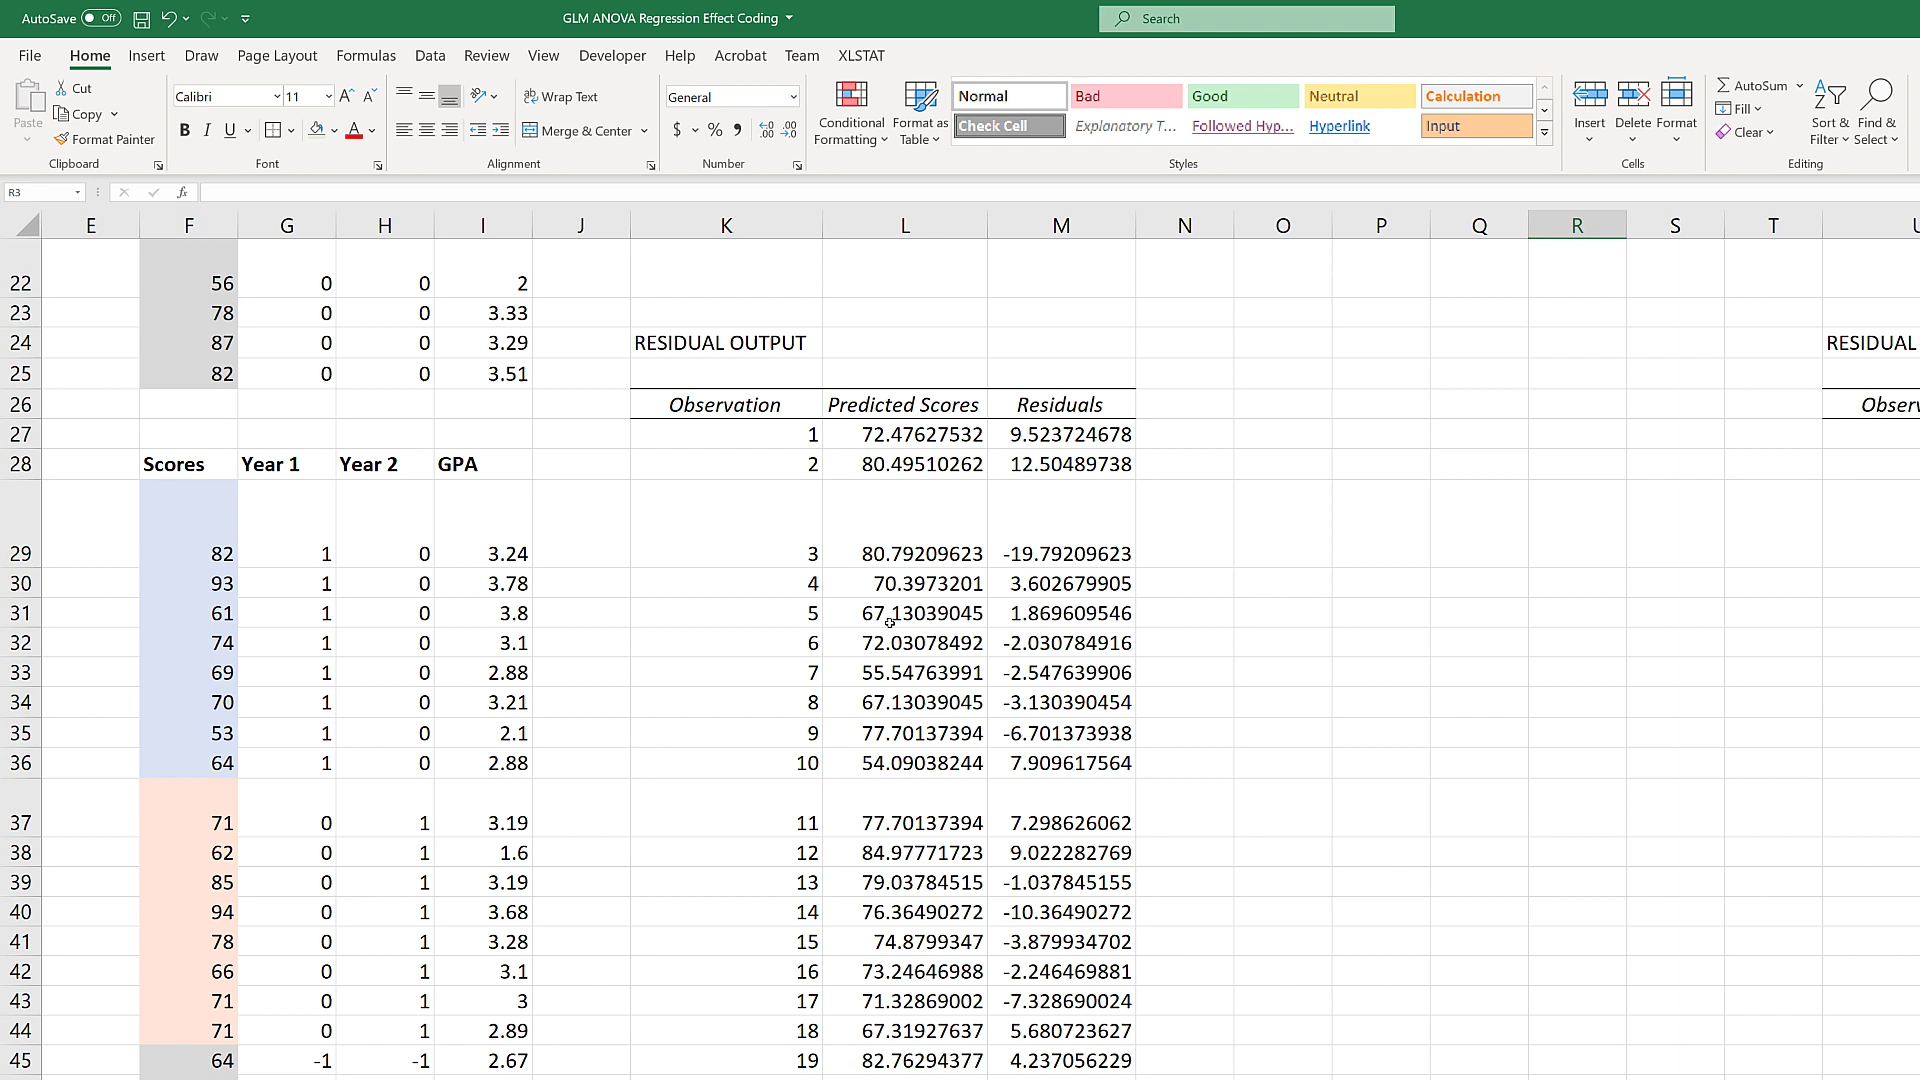 AutoSave Off GLM ANOVA Regression Effect Coding Search
File Home Insert Draw Page Layout Formulas Data Review View Developer Help Acrobat Team XLSTAT
Paste Cut Copy Format Painter Clipboard
Calibri 11 B I U A Font
Wrap Text Merge & Center Alignment
General $ % Number
Conditional Formatting Format as Table
Normal Bad Good Neutral Calculation
Check Cell Explanatory T... Followed Hyp... Hyperlink Input
Styles
Insert Delete Format Cells
AutoSum Fill Clear Sort & Filter Find & Select Editing
R3 fx
E F G H I J K L M N O P Q R S T U
22 56 0 0 2
23 78 0 0 3.33
24 87 0 0 3.29 RESIDUAL OUTPUT RESIDUAL
25 82 0 0 3.51
26 Observation Predicted Scores Residuals Observ
27 1 72.47627532 9.523724678
28 Scores Year 1 Year 2 GPA 2 80.49510262 12.50489738
29 82 1 0 3.24 3 80.79209623 -19.79209623
30 93 1 0 3.78 4 70.3973201 3.602679905
31 61 1 0 3.8 5 67.13039045 1.869609546
32 74 1 0 3.1 6 72.03078492 -2.030784916
33 69 1 0 2.88 7 55.54763991 -2.547639906
34 70 1 0 3.21 8 67.13039045 -3.130390454
35 53 1 0 2.1 9 77.70137394 -6.701373938
36 64 1 0 2.88 10 54.09038244 7.909617564
37 71 0 1 3.19 11 77.70137394 7.298626062
38 62 0 1 1.6 12 84.97771723 9.022282769
39 85 0 1 3.19 13 79.03784515 -1.037845155
40 94 0 1 3.68 14 76.36490272 -10.36490272
41 78 0 1 3.28 15 74.8799347 -3.879934702
42 66 0 1 3.1 16 73.24646988 -2.246469881
43 71 0 1 3 17 71.32869002 -7.328690024
44 71 0 1 2.89 18 67.31927637 5.680723627
45 64 -1 -1 2.67 19 82.76294377 4.237056229